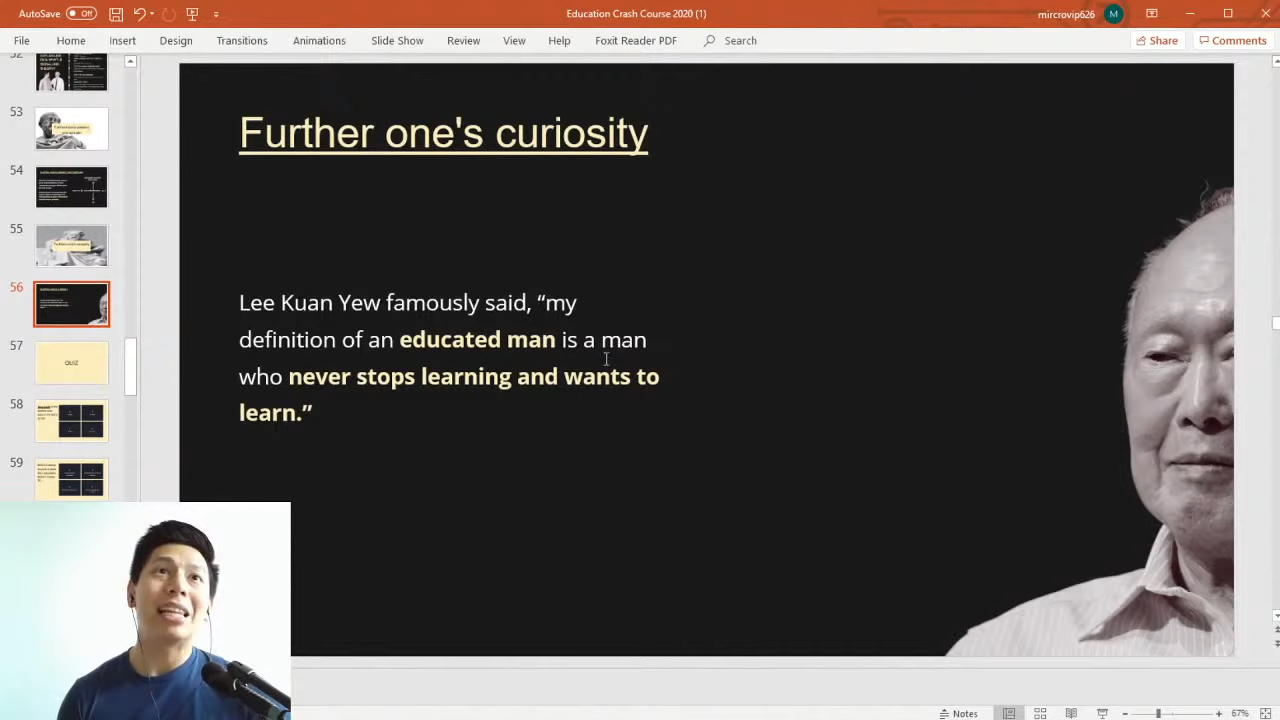 AutoSave Off Education Crash Course 2020 (1) mircrovip626 M
File Home Insert Design Transitions Animations Slide Show Review View Help Foxit Reader PDF Search Share Comments
53
54
55
56
57
QUIZ
58
59
Further one's curiosity
Lee Kuan Yew famously said, “my
definition of an educated man is a man
who never stops learning and wants to
learn.”
Notes 67%